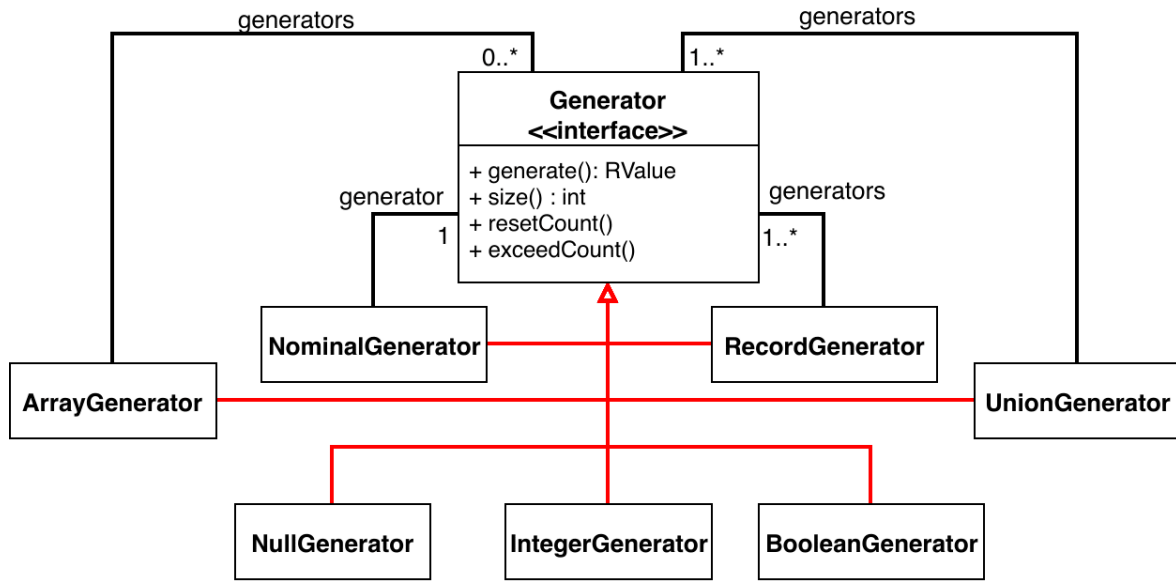 generators
generators
0..*
1..*
Generator
<<interface>>
+ generate(): RValue
+ size() : int
+ resetCount()
+ exceedCount()
generator
1
generators
1..*
NominalGenerator
RecordGenerator
ArrayGenerator
UnionGenerator
NullGenerator
IntegerGenerator
BooleanGenerator